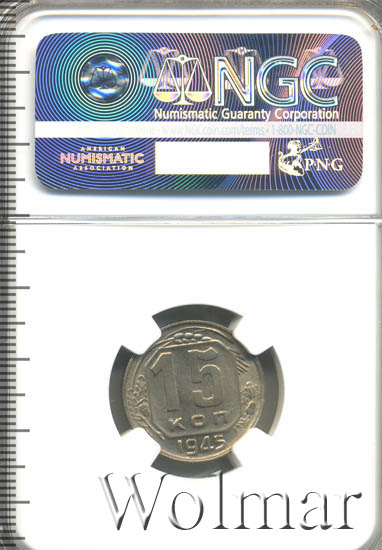 NGC
Numismatic Guaranty Corporation
www.NGCcoin.com/terms • 1-800-NGC-COIN
AMERICAN
NUMISMATIC
ASSOCIATION
PNG
15
КОП
1945
Wolmar